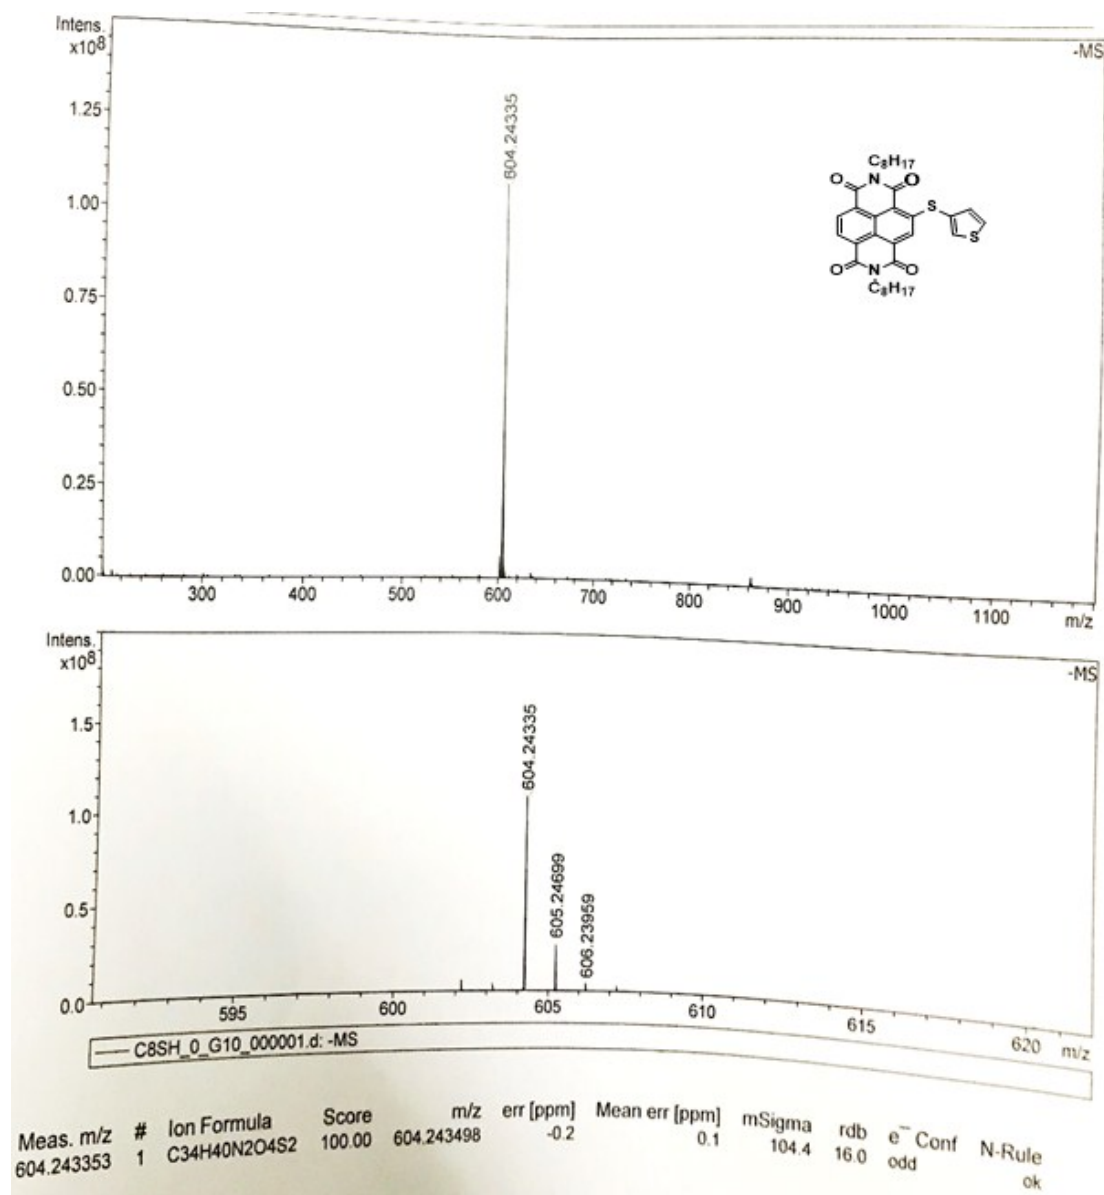 Intens.
x10⁸
-MS
1.25
1.00
0.75
0.50
0.25
0.00
604.24335
C₈H₁₇
O N O
S
S
O N O
C₈H₁₇
300 400 500 600 700 800 900 1000 1100 m/z
Intens.
x10⁸
-MS
1.5
1.0
0.5
0.0
604.24335
605.24699
606.23959
595 600 605 610 615 620 m/z
C8SH_0_G10_000001.d: -MS
Meas. m/z # Ion Formula Score m/z err [ppm] Mean err [ppm] mSigma rdb e⁻ Conf N-Rule
604.243353 1 C34H40N2O4S2 100.00 604.243498 -0.2 0.1 104.4 16.0 odd ok